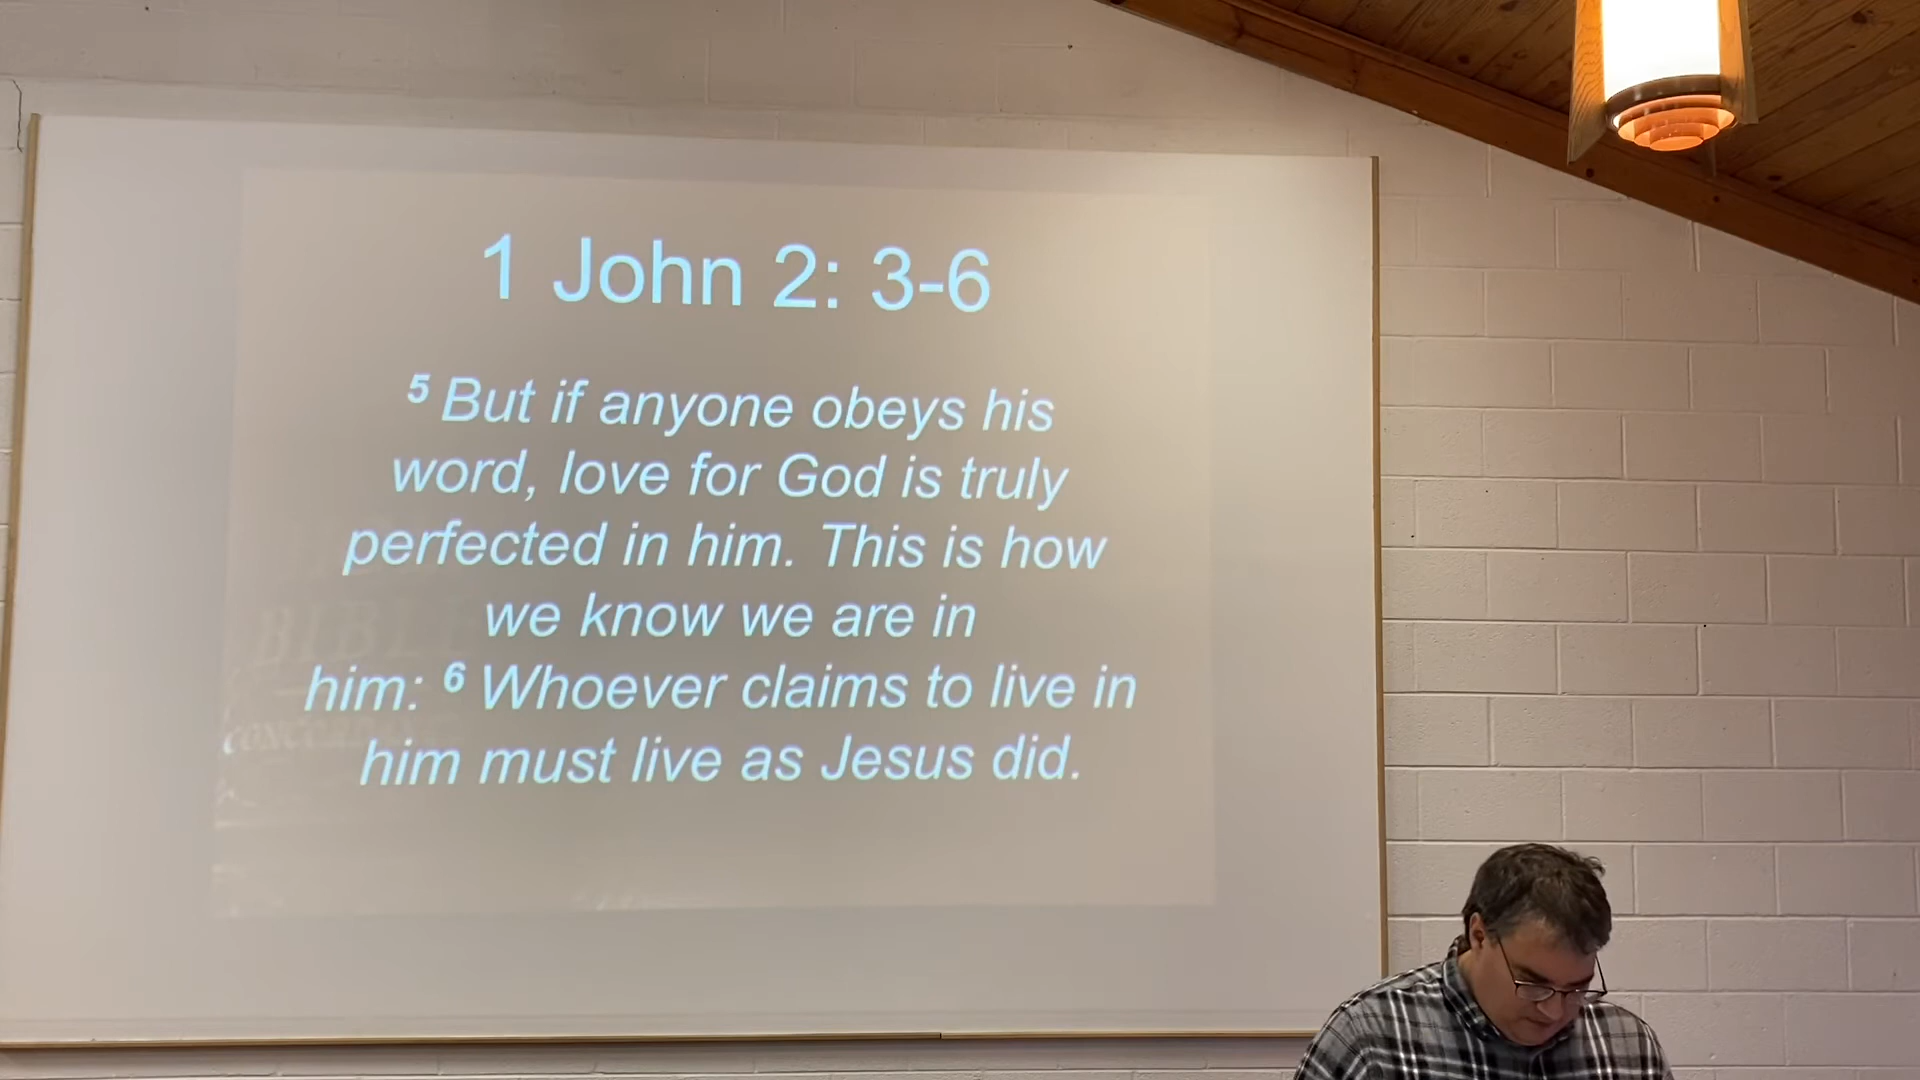 1 John 2: 3-6
5 But if anyone obeys his
word, love for God is truly
perfected in him. This is how
we know we are in
him: 6 Whoever claims to live in
him must live as Jesus did.
BIBLE